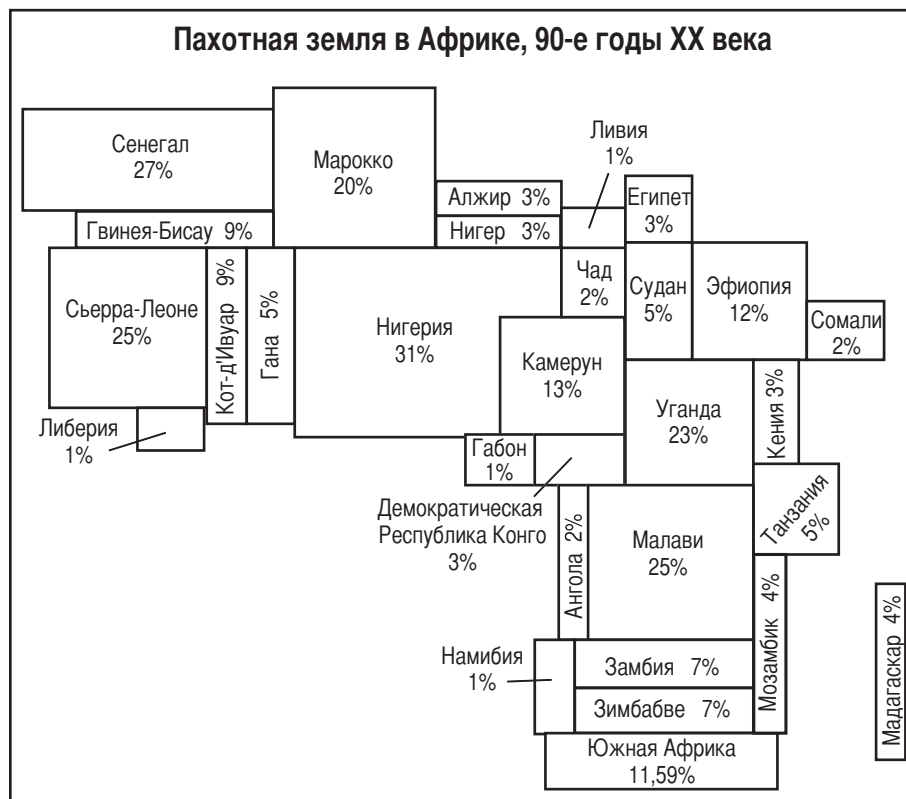 Пахотная земля в Африке, 90-е годы XX века
Сенегал
27%
Марокко
20%
Ливия
1%
Алжир 3%
Египет
3%
Гвинея-Бисау 9%
Нигер 3%
Сьерра-Леоне
25%
Кот-д'Ивуар 9%
Гана 5%
Нигерия
31%
Чад
2%
Судан
5%
Эфиопия
12%
Сомали
2%
Камерун
13%
Уганда
23%
Кения 3%
Либерия
1%
Габон
1%
Демократическая
Республика Конго
3%
Ангола 2%
Малави
25%
Танзания
5%
Мозамбик 4%
Мадагаскар 4%
Намибия
1%
Замбия 7%
Зимбабве 7%
Южная Африка
11,59%